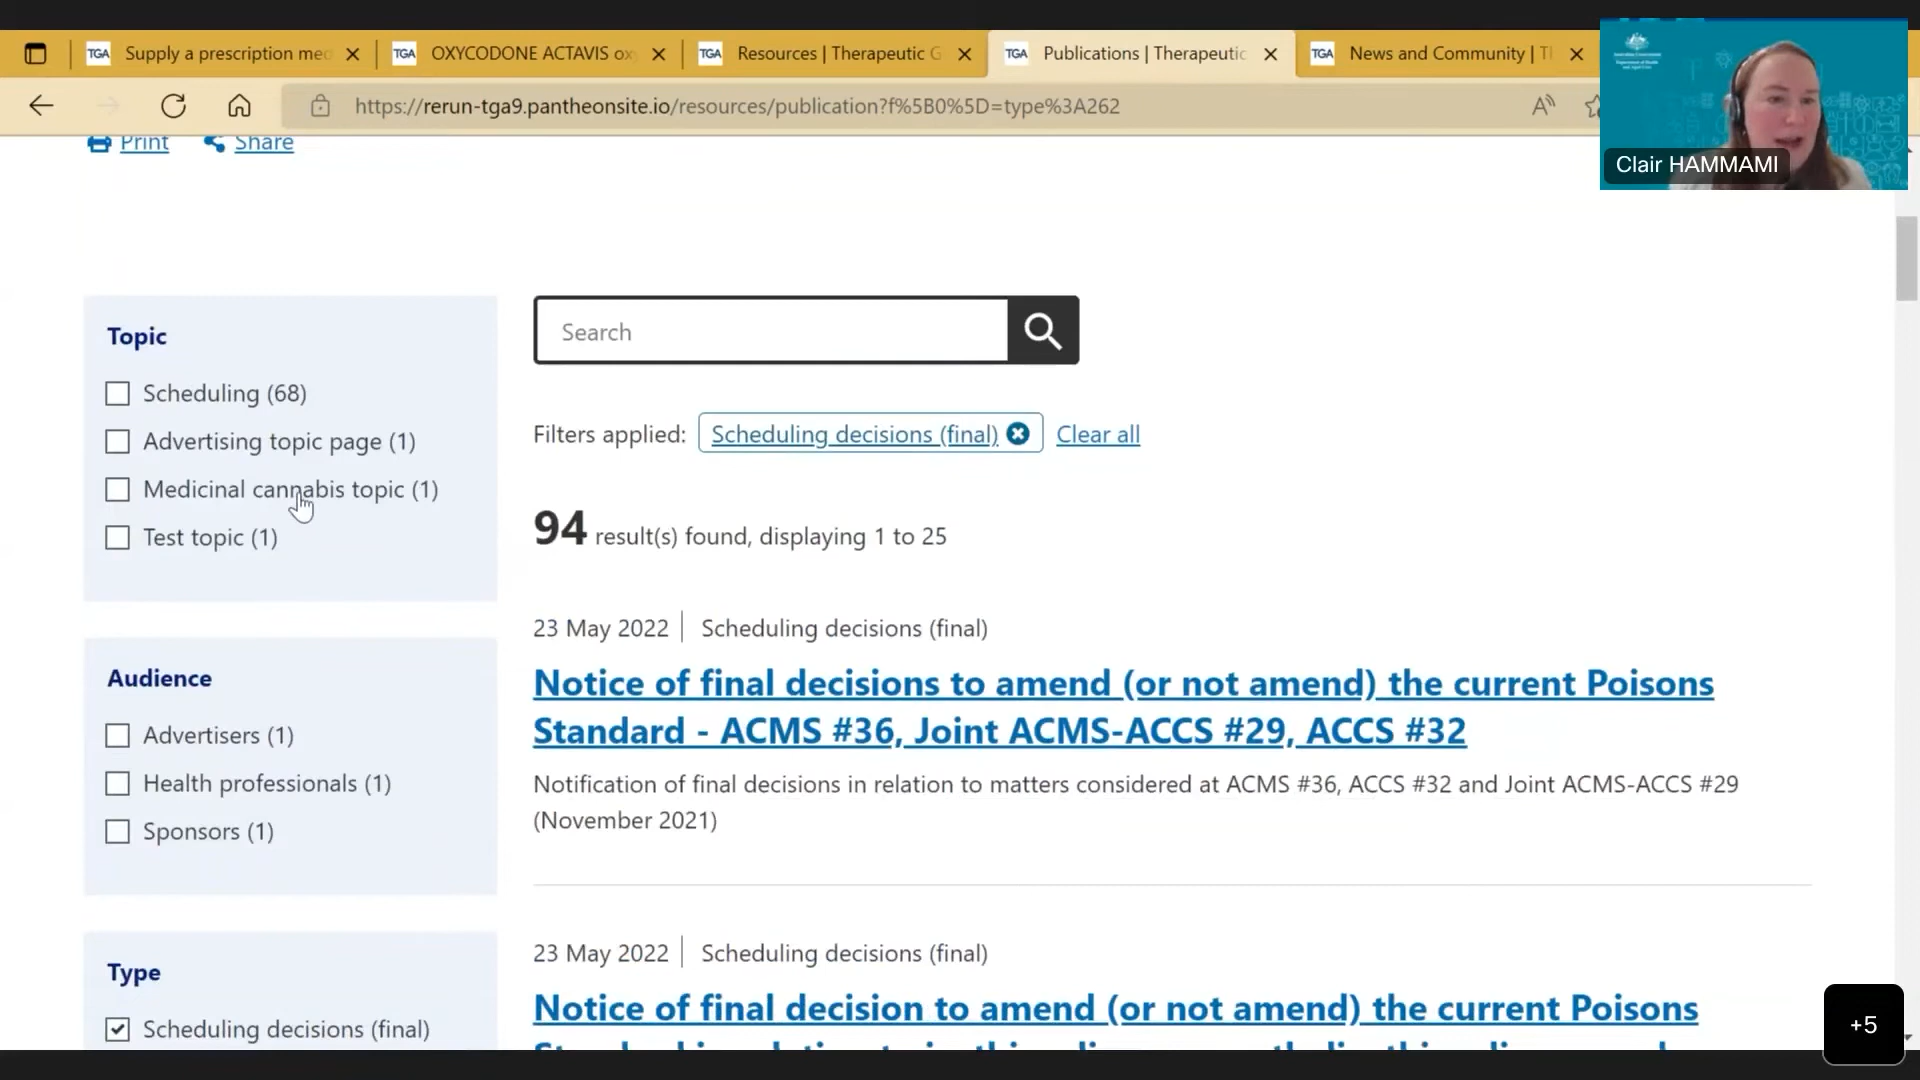 TGA Supply a prescription med
TGA OXYCODONE ACTAVIS ox
TGA Resources | Therapeutic G
TGA Publications | Therapeutic
TGA News and Community | T
https://rerun-tga9.pantheonsite.io/resources/publication?f%5B0%5D=type%3A262
Clair HAMMAMI
Print
Share
Topic
Scheduling (68)
Advertising topic page (1)
Medicinal cannabis topic (1)
Test topic (1)
Audience
Advertisers (1)
Health professionals (1)
Sponsors (1)
Type
Scheduling decisions (final)
Search
Filters applied: Scheduling decisions (final) Clear all
94 result(s) found, displaying 1 to 25
23 May 2022 | Scheduling decisions (final)
Notice of final decisions to amend (or not amend) the current Poisons
Standard - ACMS #36, Joint ACMS-ACCS #29, ACCS #32
Notification of final decisions in relation to matters considered at ACMS #36, ACCS #32 and Joint ACMS-ACCS #29
(November 2021)
23 May 2022 | Scheduling decisions (final)
Notice of final decision to amend (or not amend) the current Poisons
+5